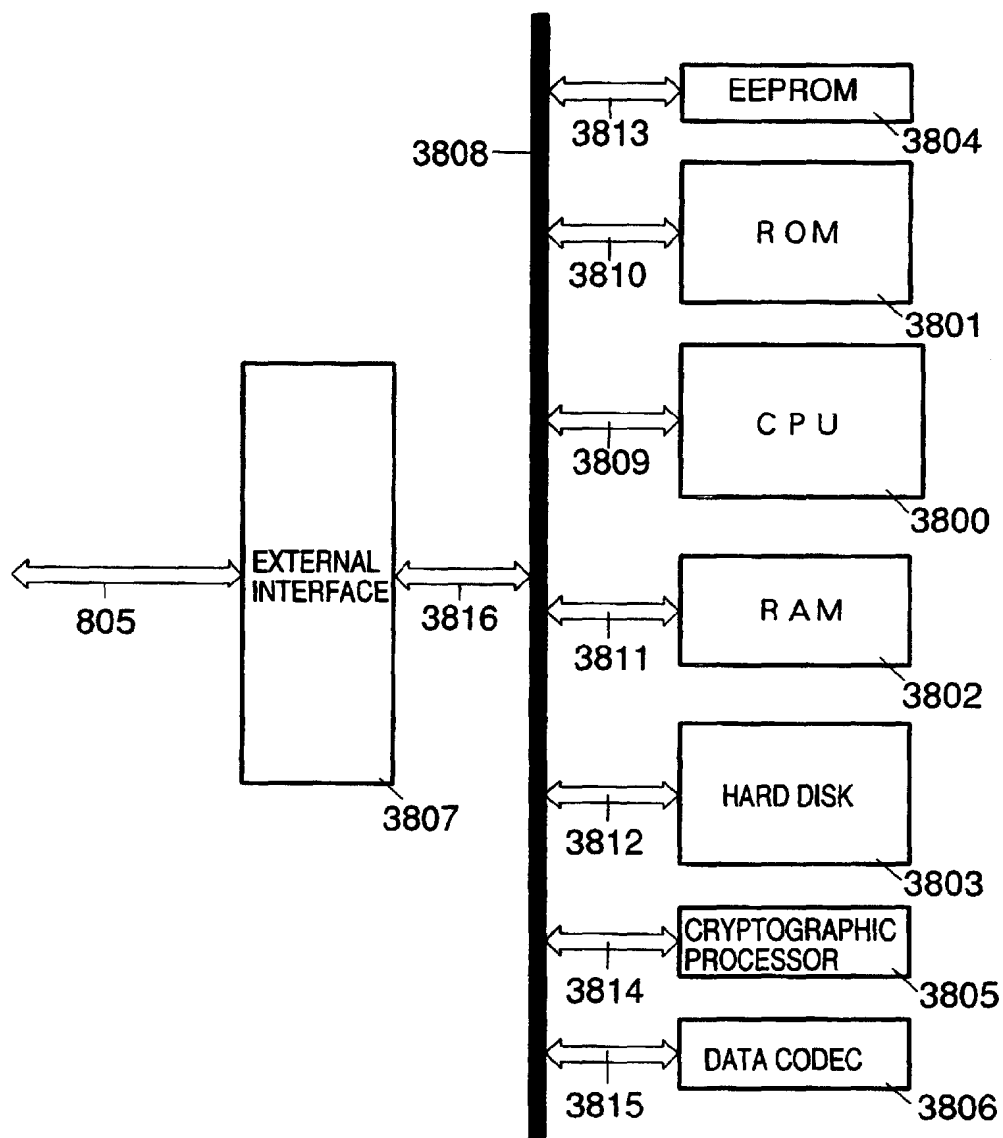 EEPROM
3813
3804
3808
ROM
3810
3801
CPU
3809
3800
EXTERNAL
INTERFACE
805
3816
RAM
3811
3802
3807
HARD DISK
3812
3803
CRYPTOGRAPHIC
PROCESSOR
3814
3805
DATA CODEC
3815
3806